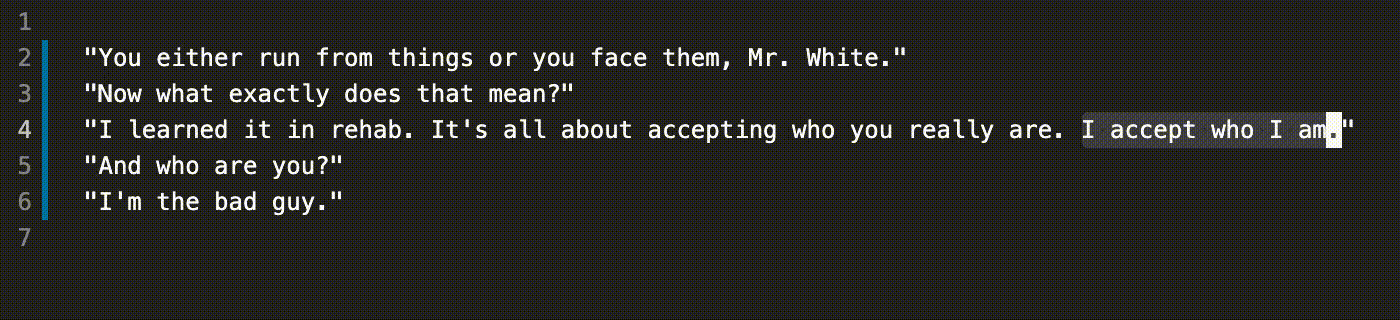 1
2 "You either run from things or you face them, Mr. White."
3 "Now what exactly does that mean?"
4 "I learned it in rehab. It's all about accepting who you really are. I accept who I am."
5 "And who are you?"
6 "I'm the bad guy."
7